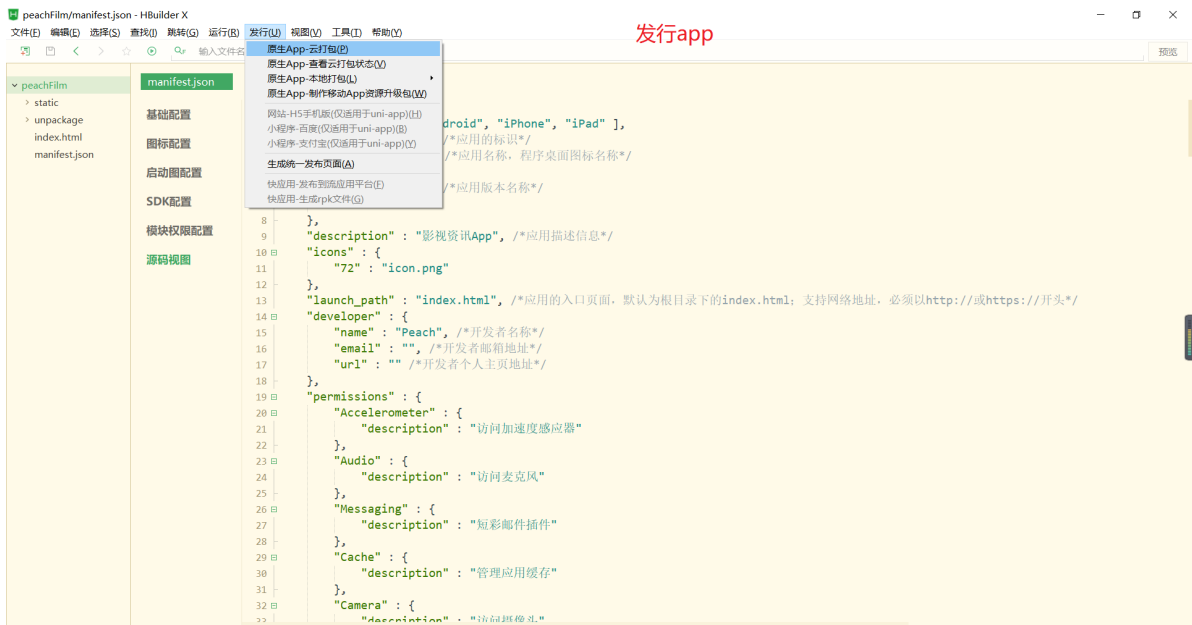 peachFilm/manifest.json - HBuilder X
文件(F) 编辑(E) 选择(S) 查找(I) 跳转(G) 运行(R) 发行(U) 视图(V) 工具(T) 帮助(Y)
发行app
输入文件名
预览
原生App-云打包(P)
原生App-查看云打包状态(V)
原生App-本地打包(L)
原生App-制作移动App资源升级包(W)
网站-H5手机版(仅适用于uni-app)(H)
小程序-百度(仅适用于uni-app)(B)
小程序-支付宝(仅适用于uni-app)(Y)
生成统一发布页面(A)
快应用-发布到流应用平台(F)
快应用-生成rpk文件(G)
peachFilm
static
unpackage
index.html
manifest.json
manifest.json
基础配置
图标配置
启动图配置
SDK配置
模块权限配置
源码视图
droid", "iPhone", "iPad" ],
/*应用的标识*/
/*应用名称，程序桌面图标名称*/
/*应用版本名称*/
8 },
9 "description" : "影视资讯App", /*应用描述信息*/
10 "icons" : {
11 "72" : "icon.png"
12 },
13 "launch_path" : "index.html", /*应用的入口页面，默认为根目录下的index.html；支持网络地址，必须以http://或https://开头*/
14 "developer" : {
15 "name" : "Peach", /*开发者名称*/
16 "email" : "", /*开发者邮箱地址*/
17 "url" : "" /*开发者个人主页地址*/
18 },
19 "permissions" : {
20 "Accelerometer" : {
21 "description" : "访问加速度感应器"
22 },
23 "Audio" : {
24 "description" : "访问麦克风"
25 },
26 "Messaging" : {
27 "description" : "短彩邮件插件"
28 },
29 "Cache" : {
30 "description" : "管理应用缓存"
31 },
32 "Camera" : {
33 "description" : "访问摄像头"